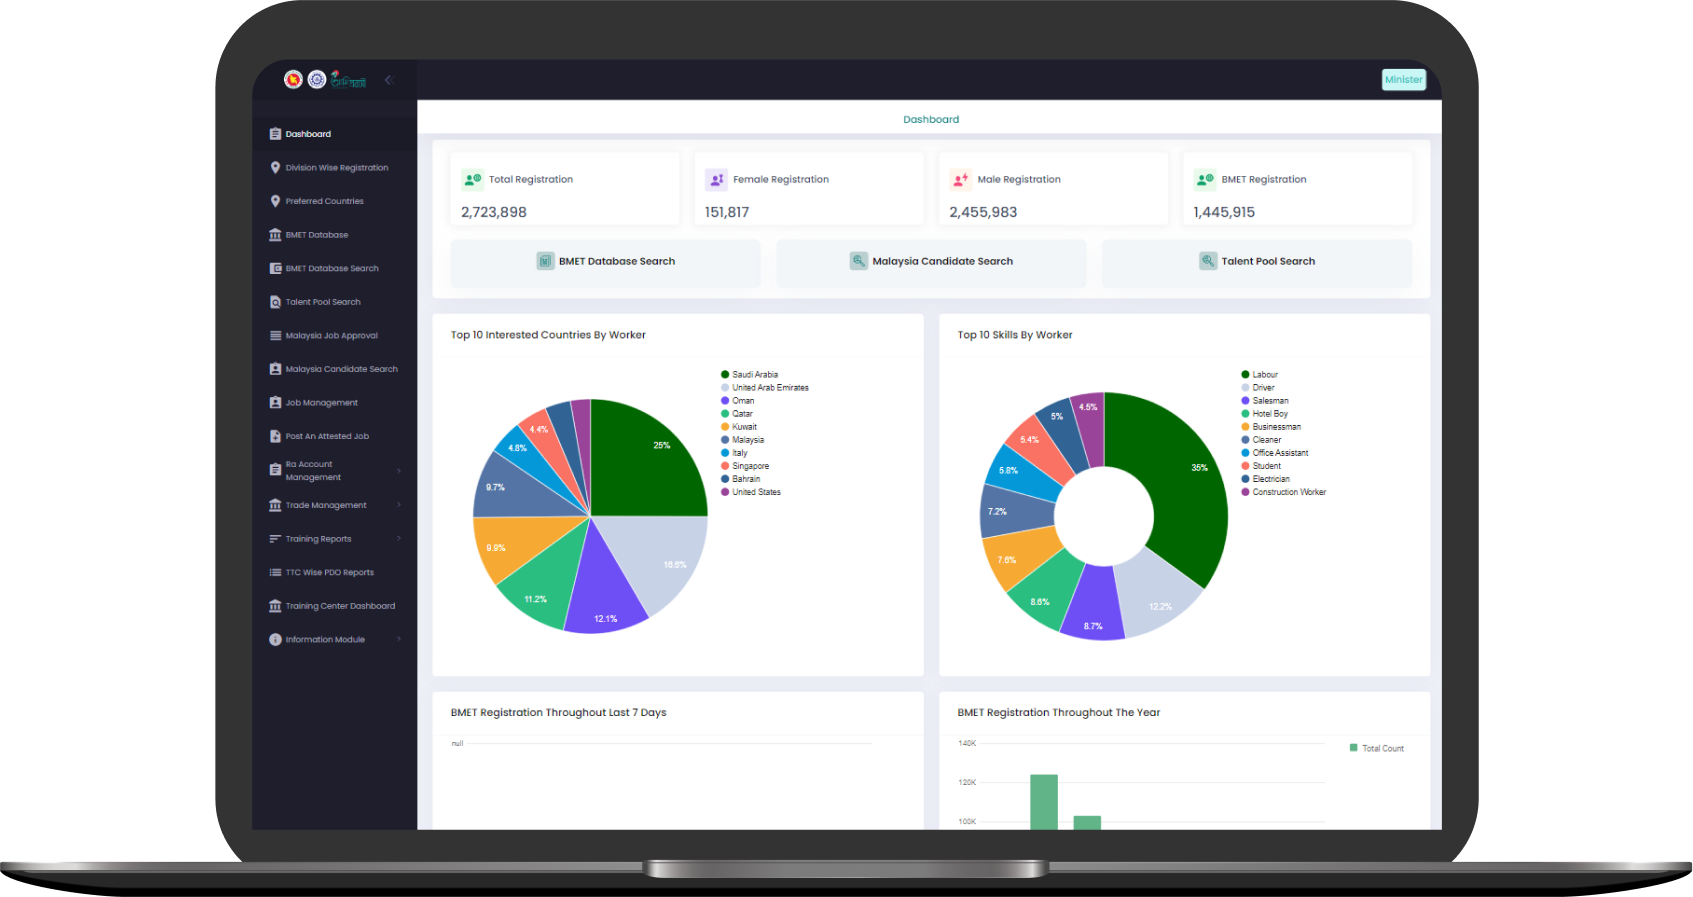 Minister
Dashboard
Dashboard
Division Wise Registration
Preferred Countries
BMET Database
BMET Database Search
Talent Pool Search
Malaysia Job Approval
Malaysia Candidate Search
Job Management
Post An Attested Job
Ra Account
Management
Trade Management
Training Reports
TTC Wise PDO Reports
Training Center Dashboard
Information Module
Total Registration
2,723,898
Female Registration
151,817
Male Registration
2,455,983
BMET Registration
1,445,915
BMET Database Search
Malaysia Candidate Search
Talent Pool Search
Top 10 Interested Countries By Worker
25%
16.6%
12.1%
11.2%
9.9%
9.7%
4.8%
4.4%
Saudi Arabia
United Arab Emirates
Oman
Qatar
Kuwait
Malaysia
Italy
Singapore
Bahrain
United States
Top 10 Skills By Worker
35%
12.2%
8.7%
8.6%
7.6%
7.2%
5.8%
5.4%
5%
4.5%
Labour
Driver
Salesman
Hotel Boy
Businessman
Cleaner
Office Assistant
Student
Electrician
Construction Worker
BMET Registration Throughout Last 7 Days
null
BMET Registration Throughout The Year
140K
120K
100K
Total Count